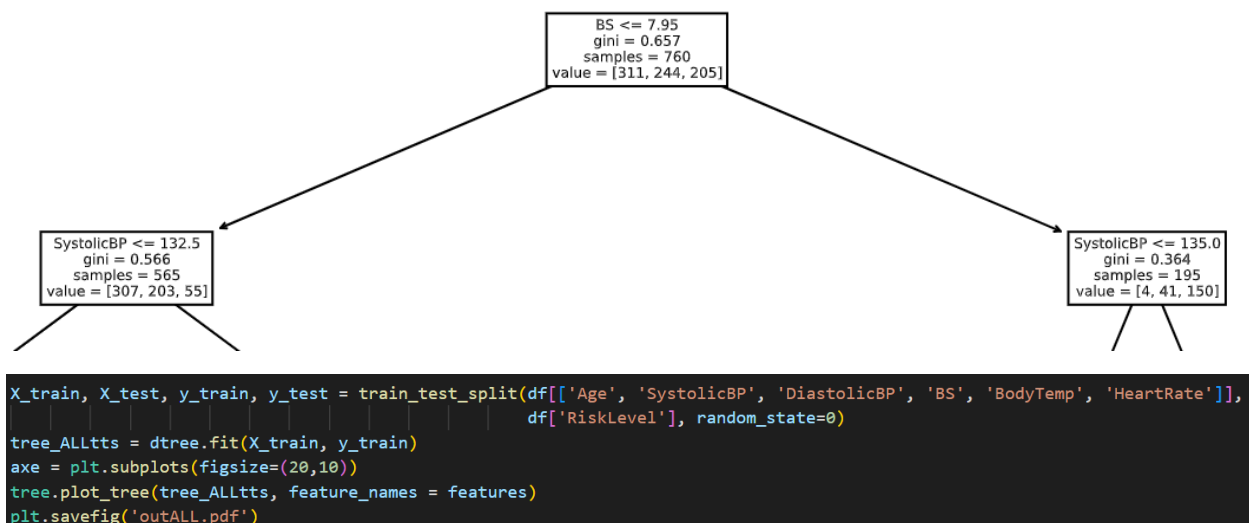 BS <= 7.95
gini = 0.657
samples = 760
value = [311, 244, 205]
SystolicBP <= 132.5
gini = 0.566
samples = 565
value = [307, 203, 55]
SystolicBP <= 135.0
gini = 0.364
samples = 195
value = [4, 41, 150]
X_train, X_test, y_train, y_test = train_test_split(df[['Age', 'SystolicBP', 'DiastolicBP', 'BS', 'BodyTemp', 'HeartRate']],
df['RiskLevel'], random_state=0)
tree_ALLtts = dtree.fit(X_train, y_train)
axe = plt.subplots(figsize=(20,10))
tree.plot_tree(tree_ALLtts, feature_names = features)
plt.savefig('outALL.pdf')